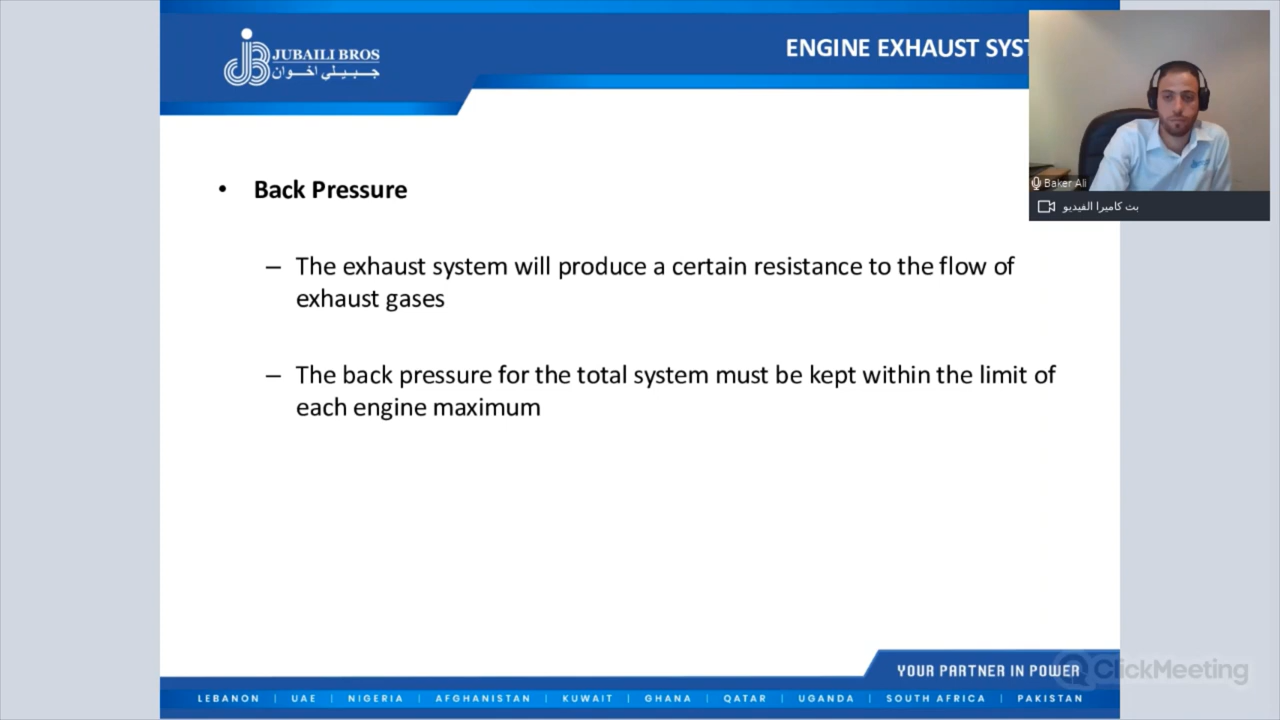 JUBAILI BROS
جبيلي اخوان
ENGINE EXHAUST SYST
• Back Pressure
– The exhaust system will produce a certain resistance to the flow of
exhaust gases
– The back pressure for the total system must be kept within the limit of
each engine maximum
Baker Ali
بث كاميرا الفيديو
YOUR PARTNER IN POWER
ClickMeeting
LEBANON | UAE | NIGERIA | AFGHANISTAN | KUWAIT | GHANA | QATAR | UGANDA | SOUTH AFRICA | PAKISTAN